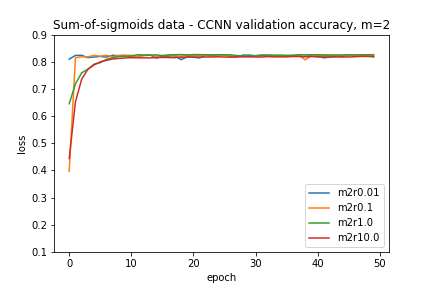 Sum-of-sigmoids data - CCNN validation accuracy, m=2
0.9
0.8
0.7
0.6
0.5
0.4
0.3
0.2
0.1
loss
0 10 20 30 40 50
epoch
m2r0.01
m2r0.1
m2r1.0
m2r10.0